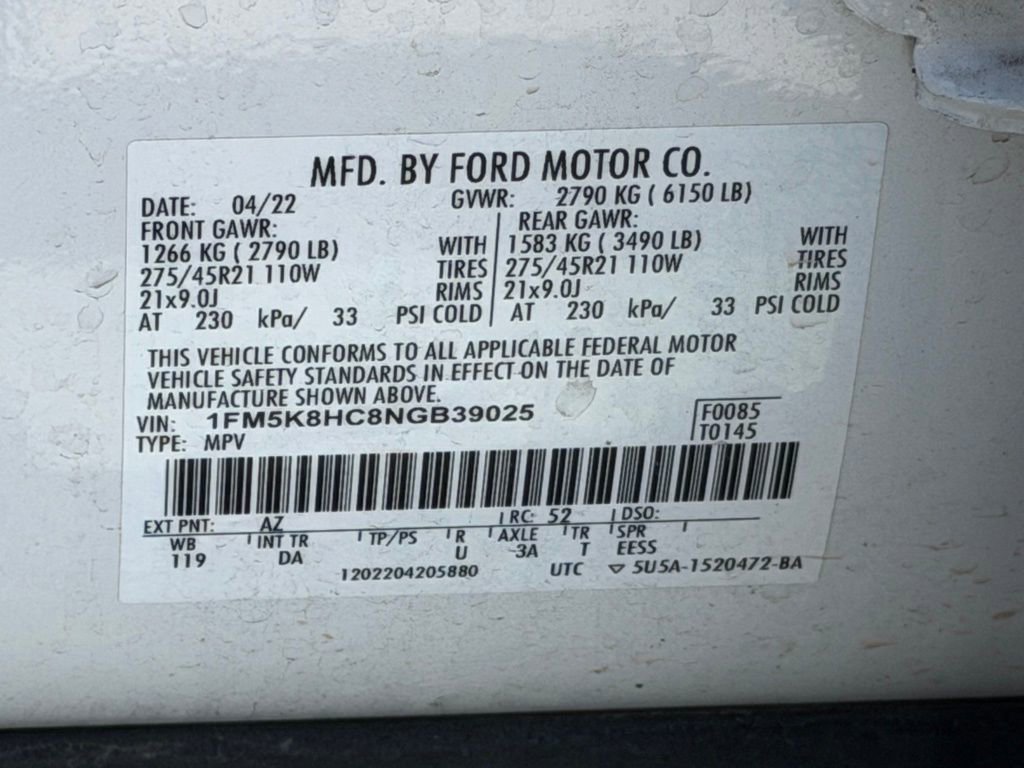 MFD. BY FORD MOTOR CO.
DATE: 04/22 GVWR: 2790 KG ( 6150 LB)
FRONT GAWR: REAR GAWR:
1266 KG ( 2790 LB) WITH 1583 KG ( 3490 LB) WITH
275/45R21 110W TIRES 275/45R21 110W TIRES
21x9.0J RIMS 21x9.0J RIMS
AT 230 kPa/ 33 PSI COLD AT 230 kPa/ 33 PSI COLD
THIS VEHICLE CONFORMS TO ALL APPLICABLE FEDERAL MOTOR
VEHICLE SAFETY STANDARDS IN EFFECT ON THE DATE OF
MANUFACTURE SHOWN ABOVE.
VIN: 1FM5K8HC8NGB39025 F0085
TYPE: MPV T0145
EXT PNT: AZ RC: 52 DSO:
WB INT TR TP/PS R AXLE TR SPR
119 DA U 3A T EESS
1202204205880 UTC ▽ 5U5A-1520472-BA